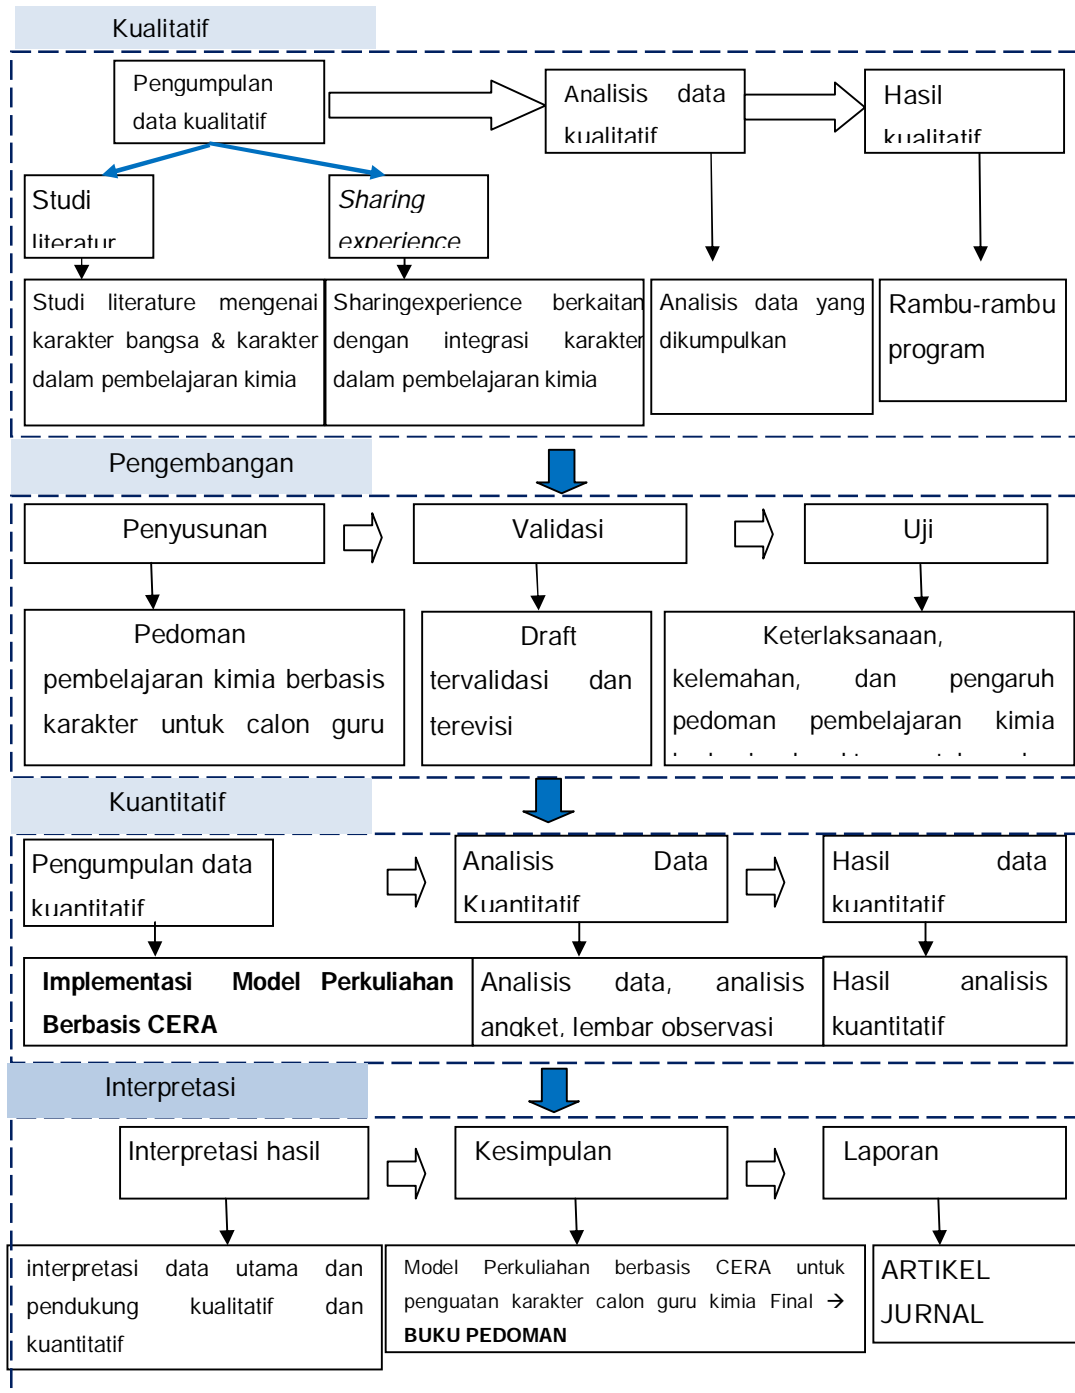 Kualitatif
Pengumpulan
data kualitatif
Analisis data
kualitatif
Hasil
kualitatif
Studi
literatur
Sharing
experience
Studi literature mengenai
karakter bangsa & karakter
dalam pembelajaran kimia
Sharingexperience berkaitan
dengan integrasi karakter
dalam pembelajaran kimia
Analisis data yang
dikumpulkan
Rambu-rambu
program
Pengembangan
Penyusunan
Validasi
Uji
Pedoman
pembelajaran kimia berbasis
karakter untuk calon guru
Draft
tervalidasi dan
terevisi
Keterlaksanaan,
kelemahan, dan pengaruh
pedoman pembelajaran kimia
Kuantitatif
Pengumpulan data
kuantitatif
Analisis Data
Kuantitatif
Hasil data
kuantitatif
Implementasi Model Perkuliahan
Berbasis CERA
Analisis data, analisis
angket, lembar observasi
Hasil analisis
kuantitatif
Interpretasi
Interpretasi hasil
Kesimpulan
Laporan
interpretasi data utama dan
pendukung kualitatif dan
kuantitatif
Model Perkuliahan berbasis CERA untuk
penguatan karakter calon guru kimia Final →
BUKU PEDOMAN
ARTIKEL
JURNAL